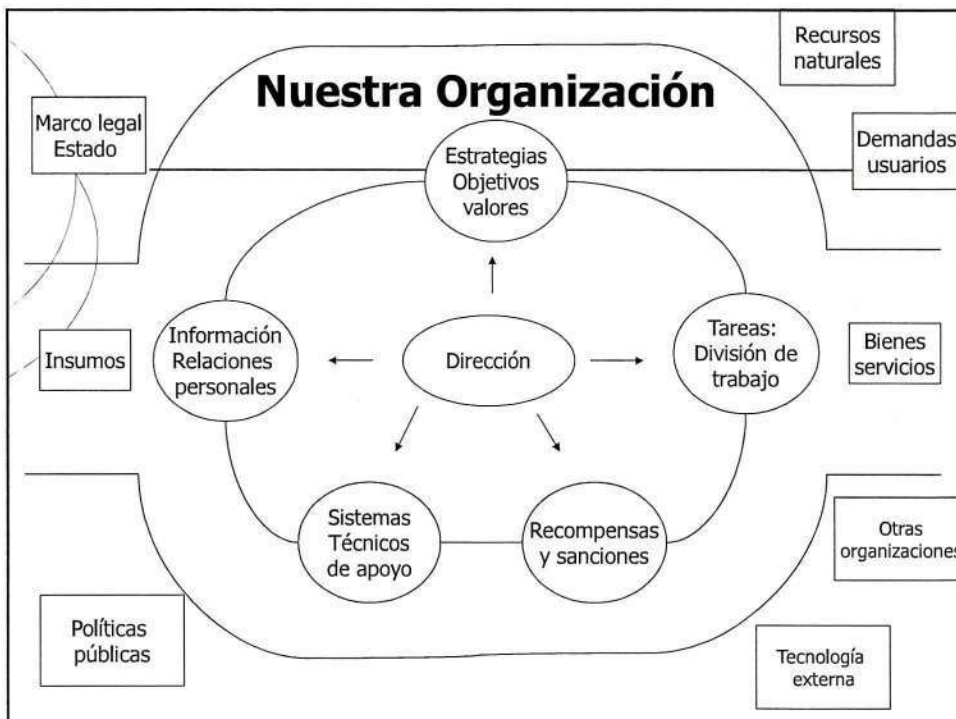 Recursos
naturales
Nuestra Organización
Marco legal
Estado
Estrategias
Objetivos
valores
Demandas
usuarios
Información
Relaciones
personales
Insumos
Dirección
Tareas:
División de
trabajo
Bienes
servicios
Sistemas
Técnicos
de apoyo
Recompensas
y sanciones
Otras
organizaciones
Políticas
públicas
Tecnología
externa